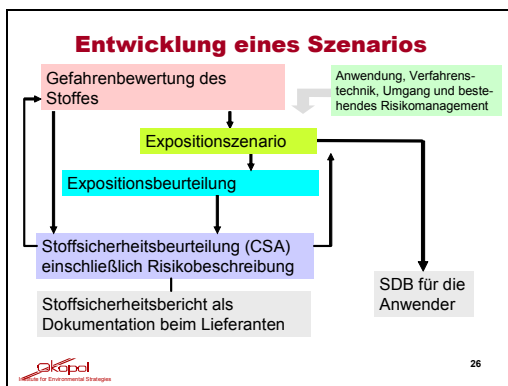 Entwicklung eines Szenarios
Gefahrenbewertung des
Stoffes
Anwendung, Verfahrens-
technik, Umgang und beste-
hendes Risikomanagement
Expositionszenario
Expositionsbeurteilung
Stoffsicherheitsbeurteilung (CSA)
einschließlich Risikobeschreibung
SDB für die
Anwender
Stoffsicherheitsbericht als
Dokumentation beim Lieferanten
Ökopol
Institute for Environmental Strategies
26